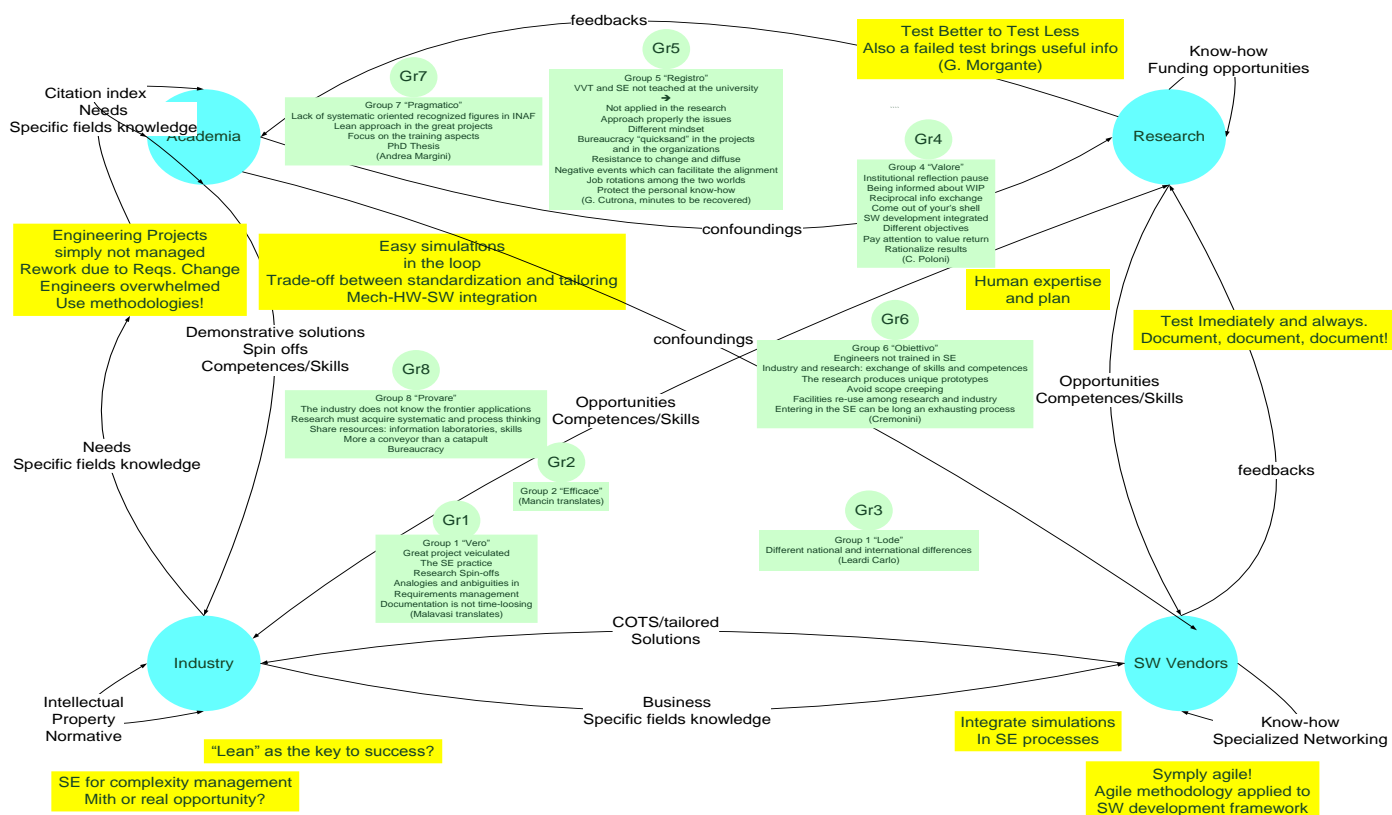 feedbacks
Test Better to Test Less
Also a failed test brings useful info
(G. Morgante)
Know-how
Funding opportunities
Citation index
Needs
Specific fields knowledge
Academia
Gr7
Group 7 “Pragmatico”
Lack of systematic oriented recognized figures in INAF
Lean approach in the great projects
Focus on the training aspects
PhD Thesis
(Andrea Margini)
Gr5
Group 5 “Registro”
VVT and SE not taught at the university
➔
Not applied in the research
Approach properly the issues
Different mindset
Bureaucracy “quicksand” in the projects
and in the organizations
Resistance to change and diffuse
Negative events which can facilitate the alignment
Job rotations among the two worlds
Protect the personal know-how
(G. Cutrona, minutes to be recovered)
....
Gr4
Group 4 “Valore”
Institutional reflection pause
Being informed about WIP
Reciprocal info exchange
Come out of your's shell
SW development integrated
Different objectives
Pay attention to value return
Rationalize results
(C. Poloni)
Research
confoundings
Engineering Projects
simply not managed
Rework due to Reqs. Change
Engineers overwhelmed
Use methodologies!
Easy simulations
in the loop
Trade-off between standardization and tailoring
Mech-HW-SW integration
Human expertise
and plan
Test Imediately and always.
Document, document, document!
Demonstrative solutions
Spin offs
Competences/Skills
confoundings
Gr6
Group 6 “Obiettivo”
Engineers not trained in SE
Industry and research: exchange of skills and competences
The research produces unique prototypes
Avoid scope creeping
Facilities re-use among research and industry
Entering in the SE can be long an exhausting process
(Cremonini)
Gr8
Group 8 “Provare”
The industry does not know the frontier applications
Research must acquire systematic and process thinking
Share resources: information laboratories, skills
More a conveyor than a catapult
Bureaucracy
Opportunities
Competences/Skills
Opportunities
Competences/Skills
Needs
Specific fields knowledge
Gr2
Group 2 “Efficace”
(Mancin translates)
feedbacks
Gr1
Group 1 “Vero”
Great project veiculated
The SE practice
Research Spin-offs
Analogies and anbiguities in
Requirements management
Documentation is not time-loosing
(Malavasi translates)
Gr3
Group 1 “Lode”
Different national and international differences
(Leardi Carlo)
COTS/tailored
Solutions
Industry
SW Vendors
Intellectual
Property
Normative
Business
Specific fields knowledge
Integrate simulations
In SE processes
Know-how
Specialized Networking
“Lean” as the key to success?
SE for complexity management
Mith or real opportunity?
Symply agile!
Agile methodology applied to
SW development framework